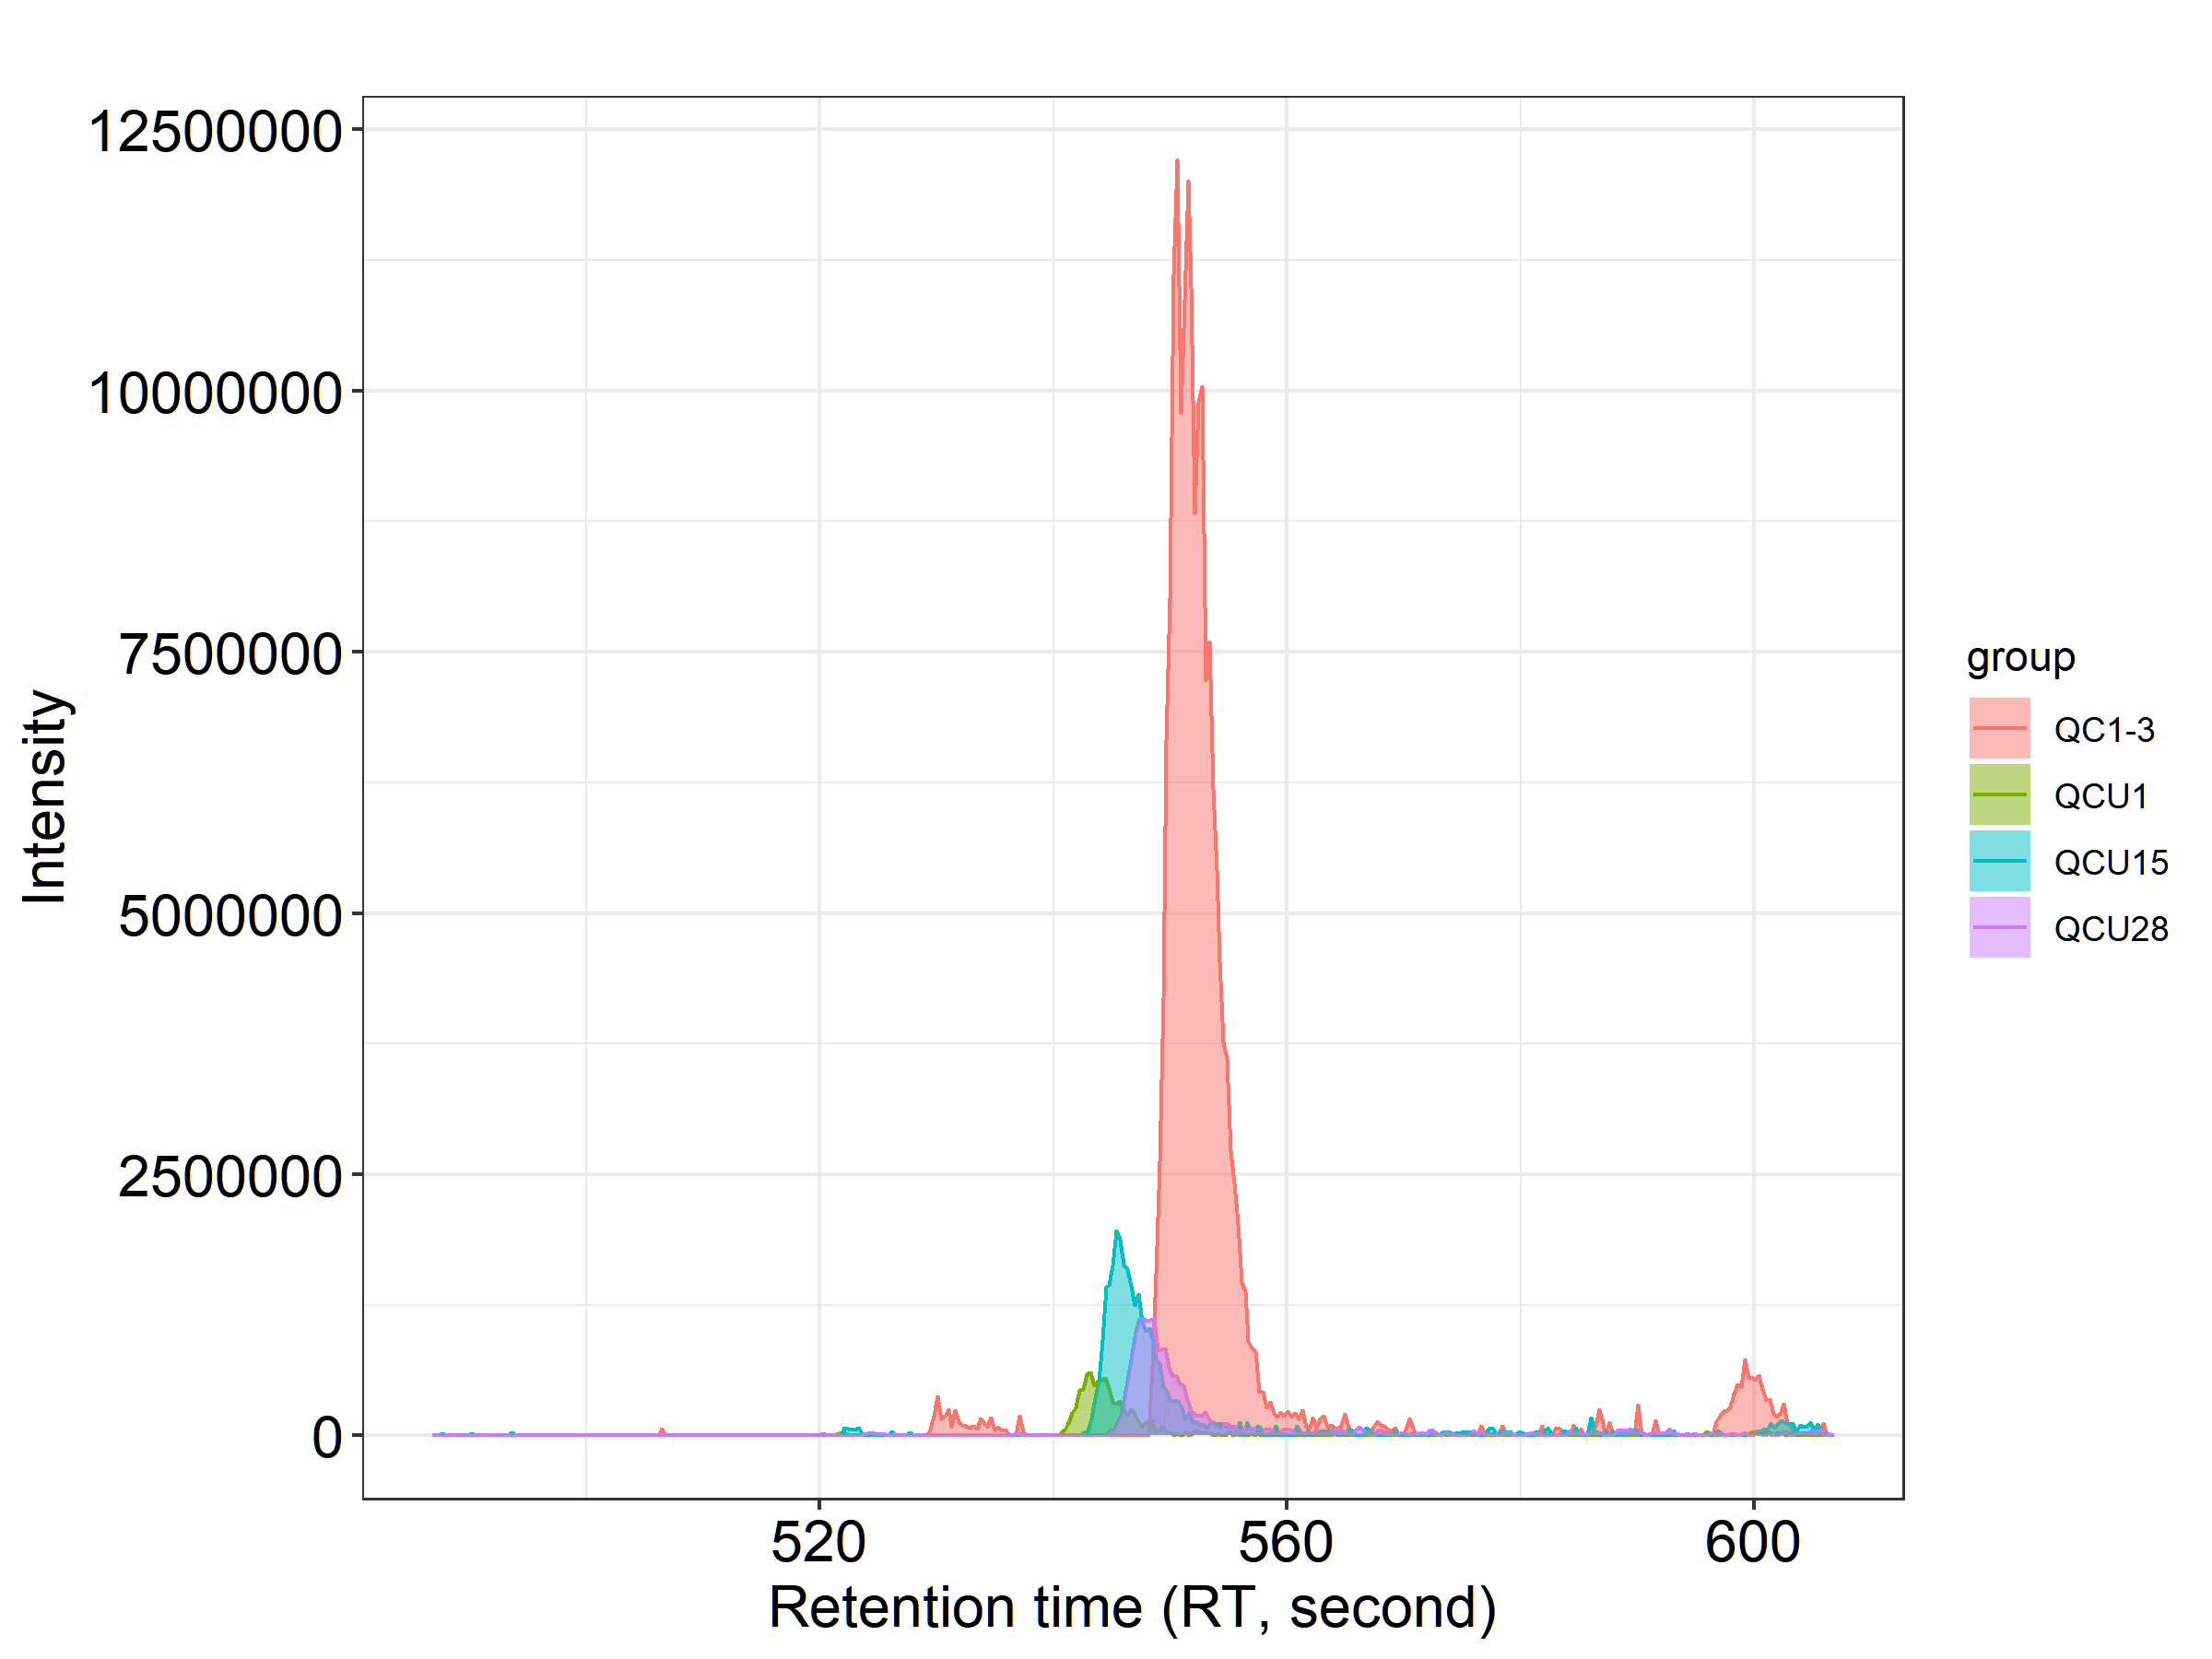 12500000
10000000
7500000
5000000
2500000
0
Intensity
520 560 600
Retention time (RT, second)
group
QC1-3
QCU1
QCU15
QCU28